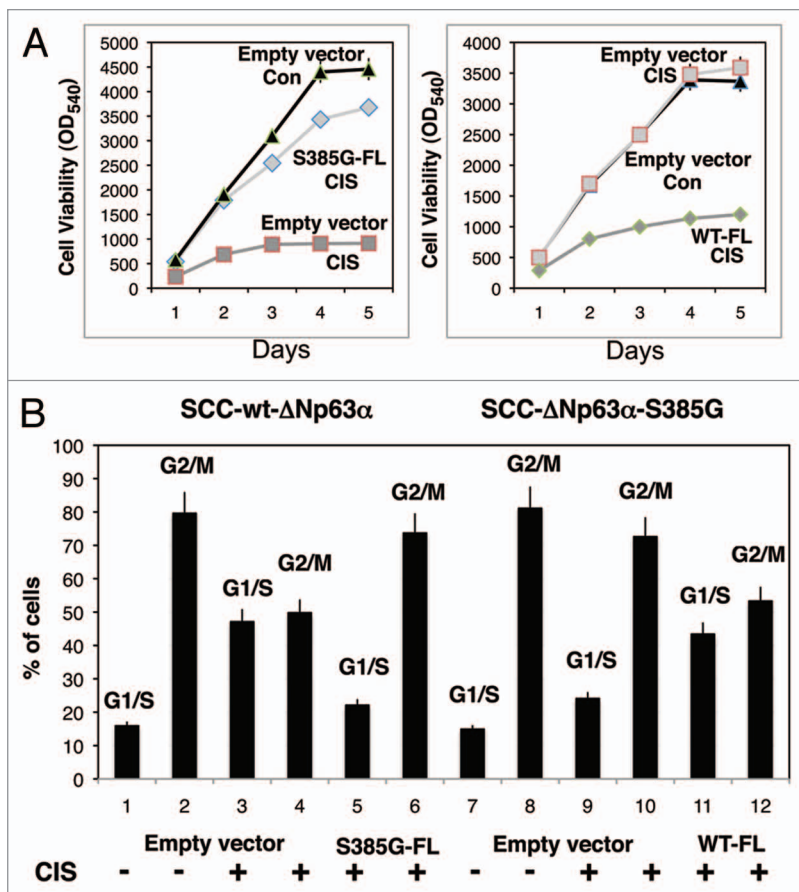 A
Cell Viability (OD540)
5000
4500
4000
3500
3000
2500
2000
1500
1000
500
0
Empty vector
Con
S385G-FL
CIS
Empty vector
CIS
1 2 3 4 5
Days
Cell Viability (OD540)
4000
3500
3000
2500
2000
1500
1000
500
0
Empty vector
CIS
Empty vector
Con
WT-FL
CIS
1 2 3 4 5
Days
B
SCC-wt-ΔNp63α SCC-ΔNp63α-S385G
% of cells
100
90
80
70
60
50
40
30
20
10
0
G1/S G2/M G1/S G2/M G1/S G2/M G1/S G2/M G1/S G2/M G1/S G2/M
1 2 3 4 5 6 7 8 9 10 11 12
Empty vector S385G-FL Empty vector WT-FL
CIS - - + + + + - - + + + +